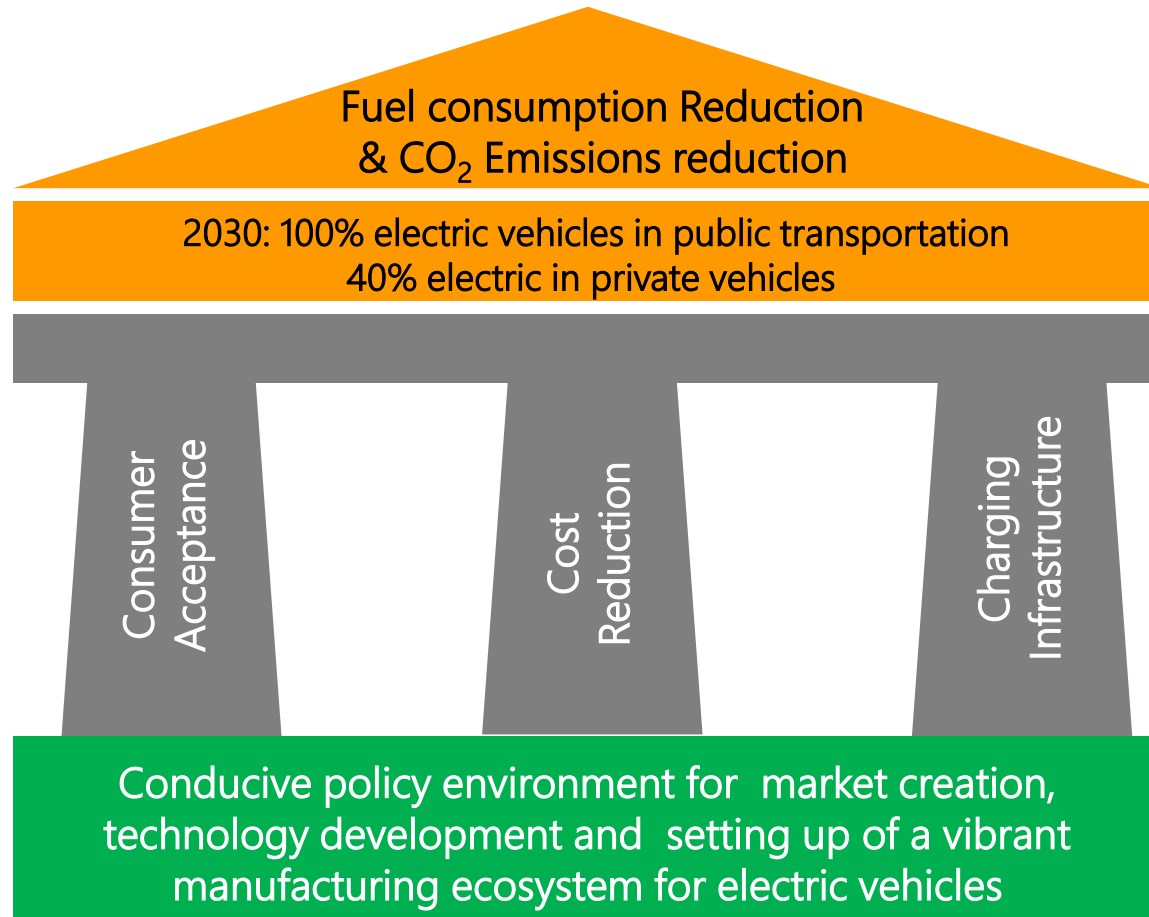 Fuel consumption Reduction
& CO₂ Emissions reduction
2030: 100% electric vehicles in public transportation
40% electric in private vehicles
Consumer
Acceptance
Cost
Reduction
Charging
Infrastructure
Conducive policy environment for market creation,
technology development and setting up of a vibrant
manufacturing ecosystem for electric vehicles